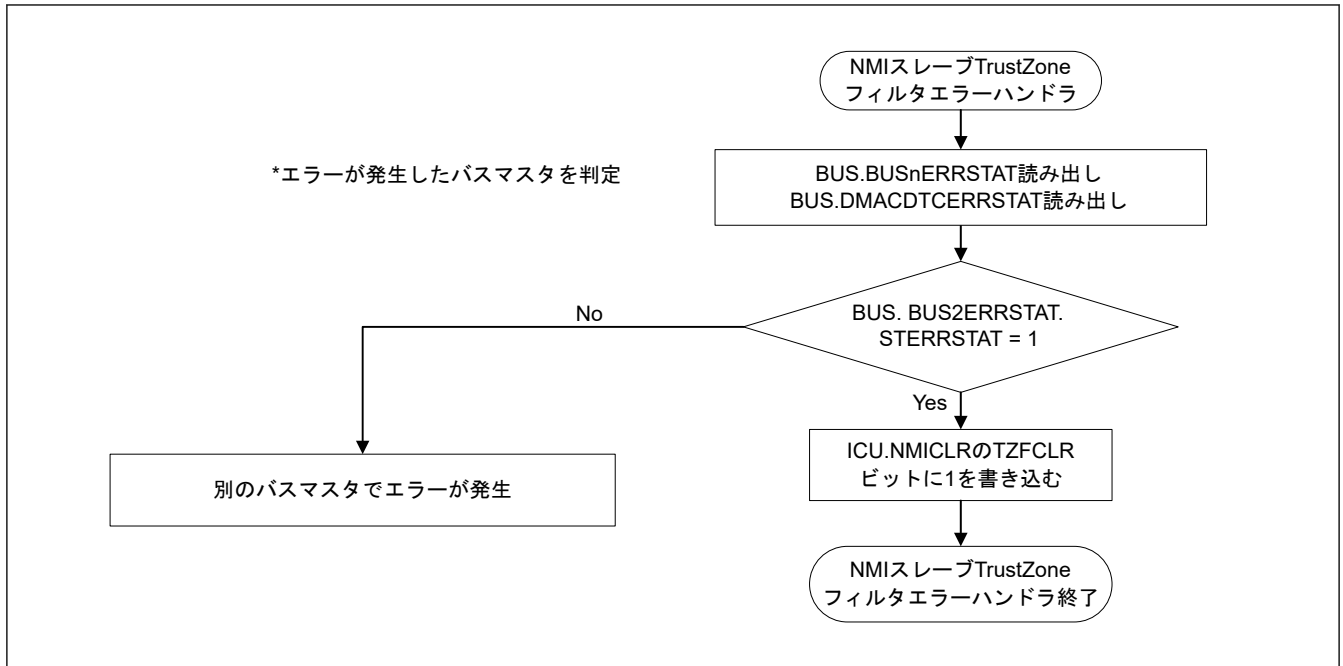 NMIスレーブTrustZone
フィルタエラーハンドラ
*エラーが発生したバスマスタを判定
BUS.BUSnERRSTAT読み出し
BUS.DMACDTCERRSTAT読み出し
BUS. BUS2ERRSTAT.
STERRSTAT = 1
No
Yes
ICU.NMICLRのTZFCLR
ビットに1を書き込む
別のバスマスタでエラーが発生
NMIスレーブTrustZone
フィルタエラーハンドラ終了